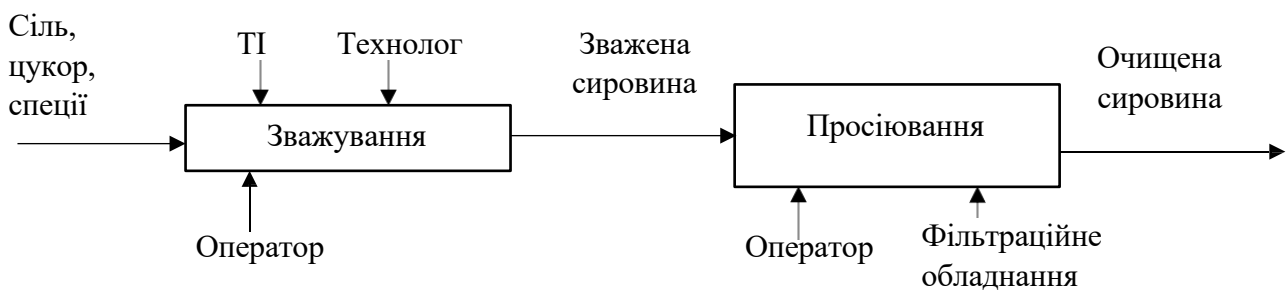 Сіль,
цукор,
спеції
ТІ
Технолог
Зважена
сировина
Очищена
сировина
Зважування
Просіювання
Оператор
Оператор
Фільтраційне
обладнання